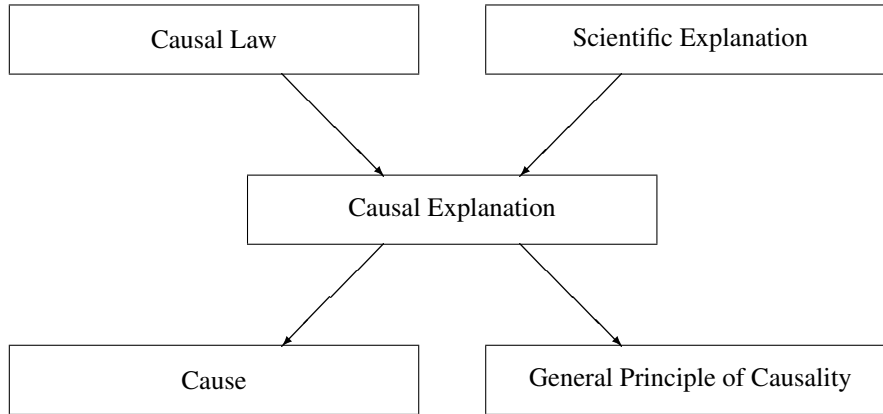 Causal Law
Scientific Explanation
Causal Explanation
Cause
General Principle of Causality